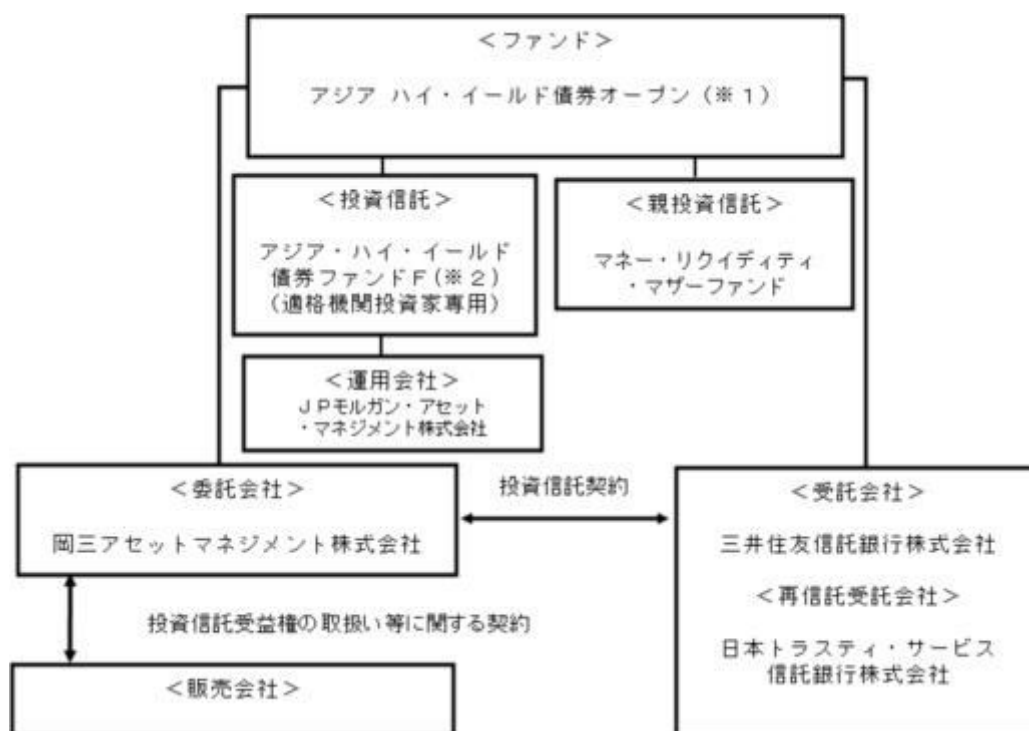 <ファンド>
アジア ハイ・イールド債券オープン(※1)
<投資信託>
アジア・ハイ・イールド
債券ファンドF(※2)
(適格機関投資家専用)
<親投資信託>
マネー・リクイディティ
・マザーファンド
<運用会社>
JPモルガン・アセット
・マネジメント株式会社
<委託会社>
岡三アセットマネジメント株式会社
投資信託契約
<受託会社>
三井住友信託銀行株式会社
<再信託受託会社>
日本トラスティ・サービス
信託銀行株式会社
投資信託受益権の取扱い等に関する契約
<販売会社>